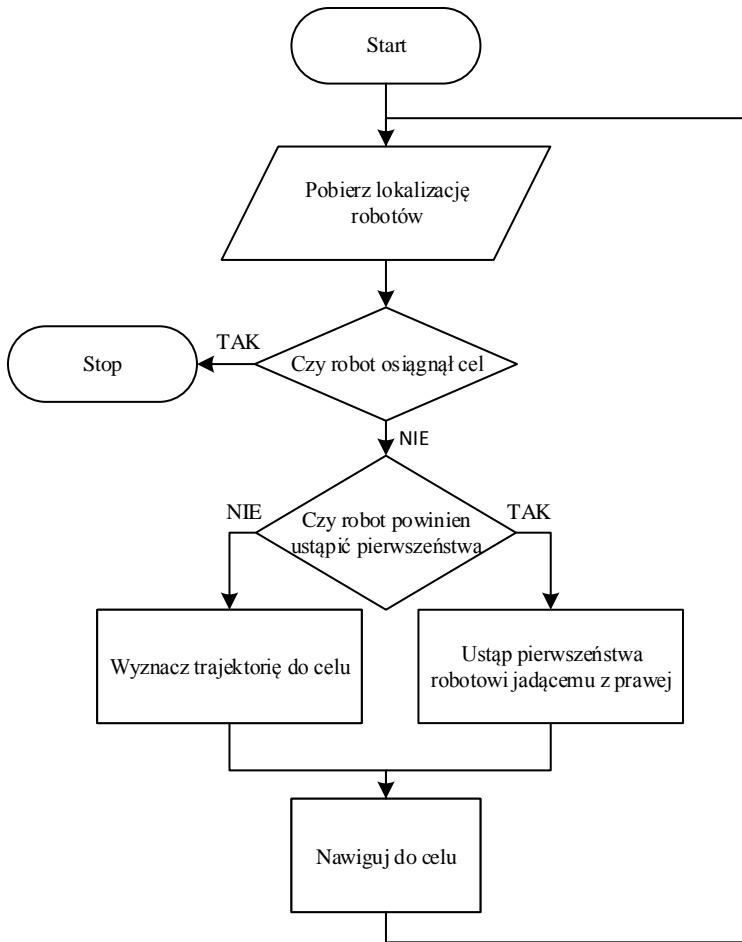 Start
Pobierz lokalizację
robotów
TAK
Stop
Czy robot osiągnął cel
NIE
NIE
TAK
Czy robot powinien
ustąpić pierwszeństwa
Wyznacz trajektorię do celu
Ustąp pierwszeństwa
robotowi jadącemu z prawej
Nawiguj do celu